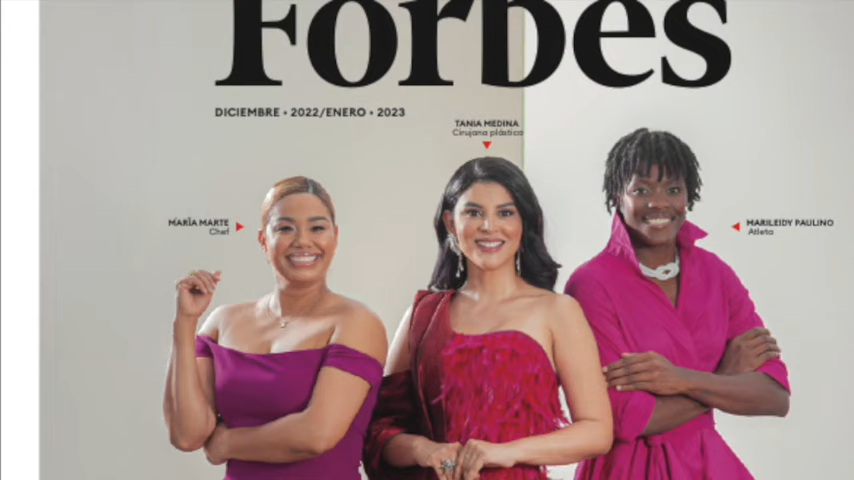 Forbes
DICIEMBRE • 2022/ENERO • 2023
TANIA MEDINA
Cirujana plástica
MARÍA MARTE
Chef
MARILEIDY PAULINO
Atleta